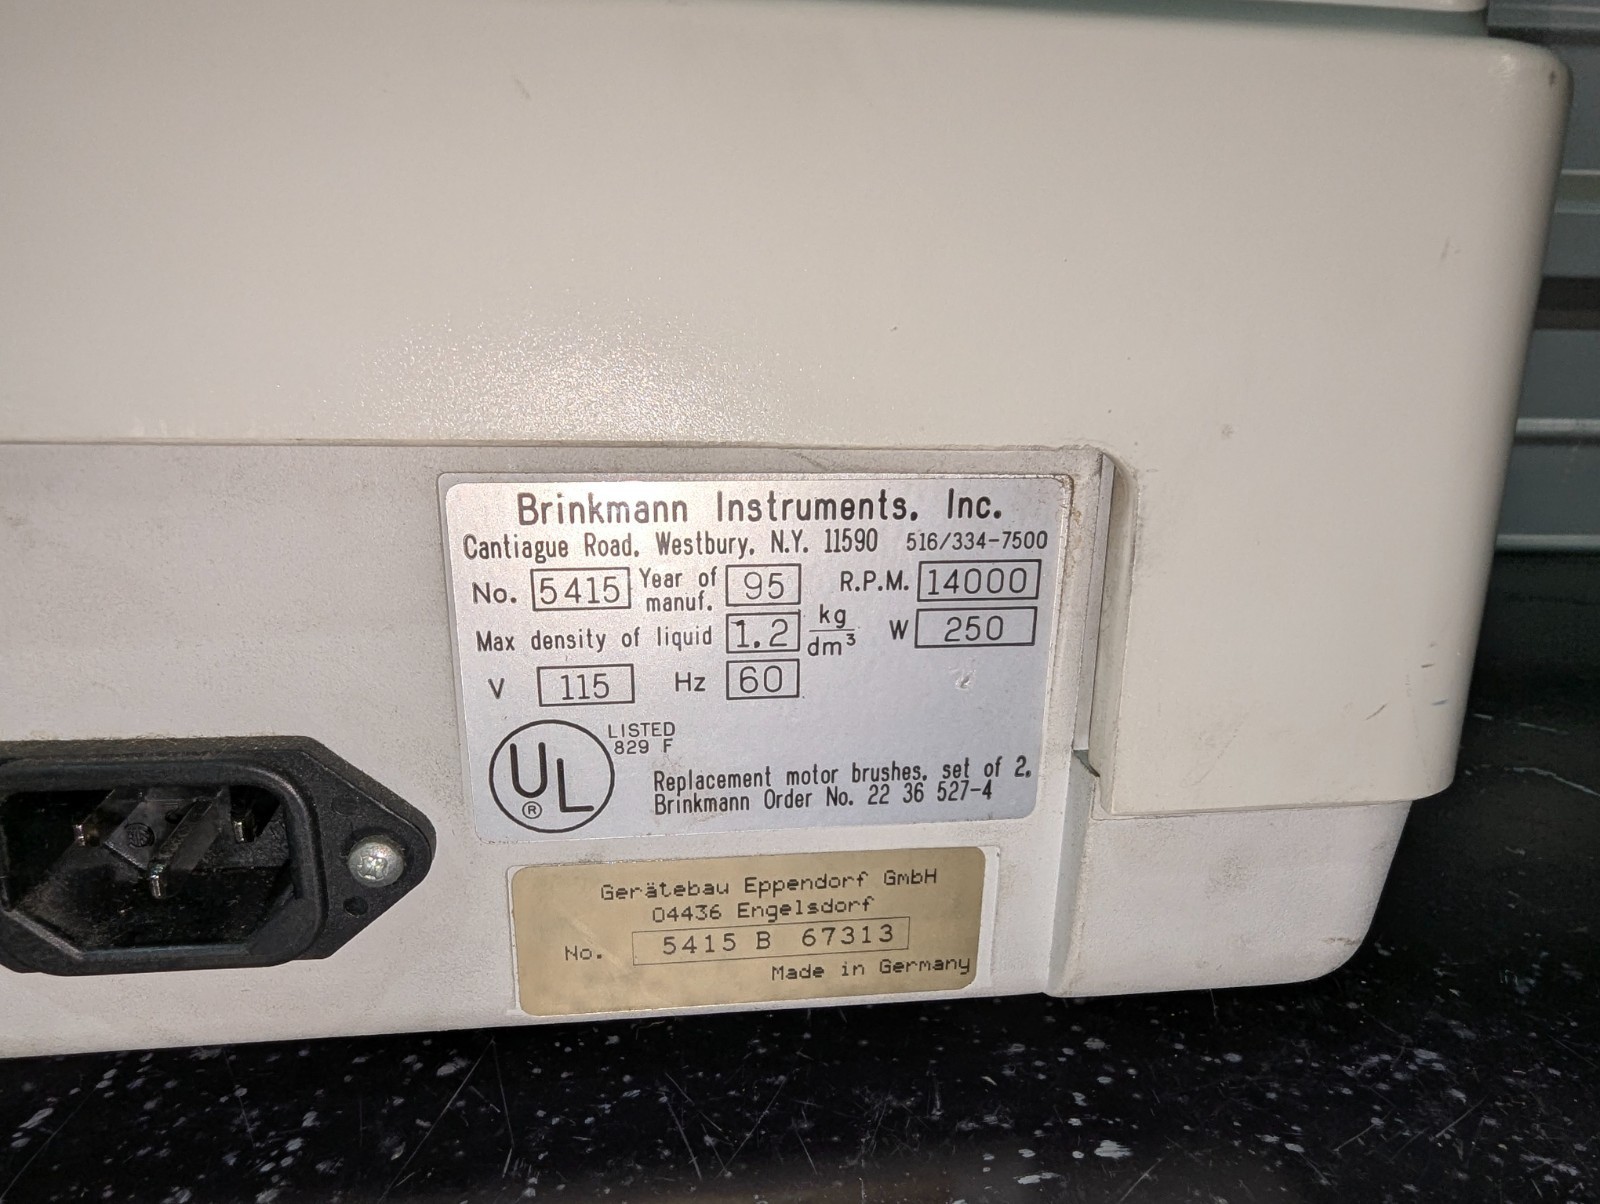 Brinkmann Instruments, Inc.
Cantiague Road, Westbury, N.Y. 11590 516/334-7500
No. 5415 Year of manuf. 95 R.P.M. 14000
Max density of liquid 1.2 kg/dm³ W 250
V 115 Hz 60
UL ® LISTED
829 F
Replacement motor brushes, set of 2,
Brinkmann Order No. 22 36 527-4
Gerätebau Eppendorf GmbH
04436 Engelsdorf
No. 5415 B 67313
Made in Germany